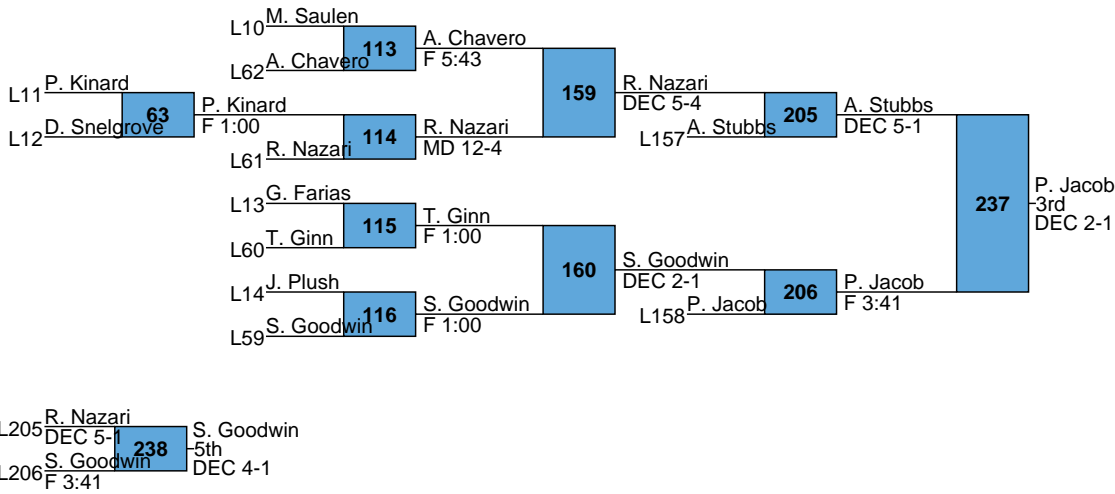 L10 M. Saulen
113
A. Chavero
F 5:43
L62 A. Chavero
L11 P. Kinard
63
P. Kinard
F 1:00
L12 D. Snelgrove
114
R. Nazari
MD 12-4
L61 R. Nazari
159
R. Nazari
DEC 5-4
L157 A. Stubbs
205
A. Stubbs
DEC 5-1
L13 G. Farias
115
T. Ginn
F 1:00
L60 T. Ginn
L14 J. Plush
116
S. Goodwin
F 1:00
L59 S. Goodwin
160
S. Goodwin
DEC 2-1
L158 P. Jacob
206
P. Jacob
F 3:41
237
P. Jacob
3rd
DEC 2-1
L205 R. Nazari
DEC 5-1
238
S. Goodwin
5th
DEC 4-1
L206 S. Goodwin
F 3:41